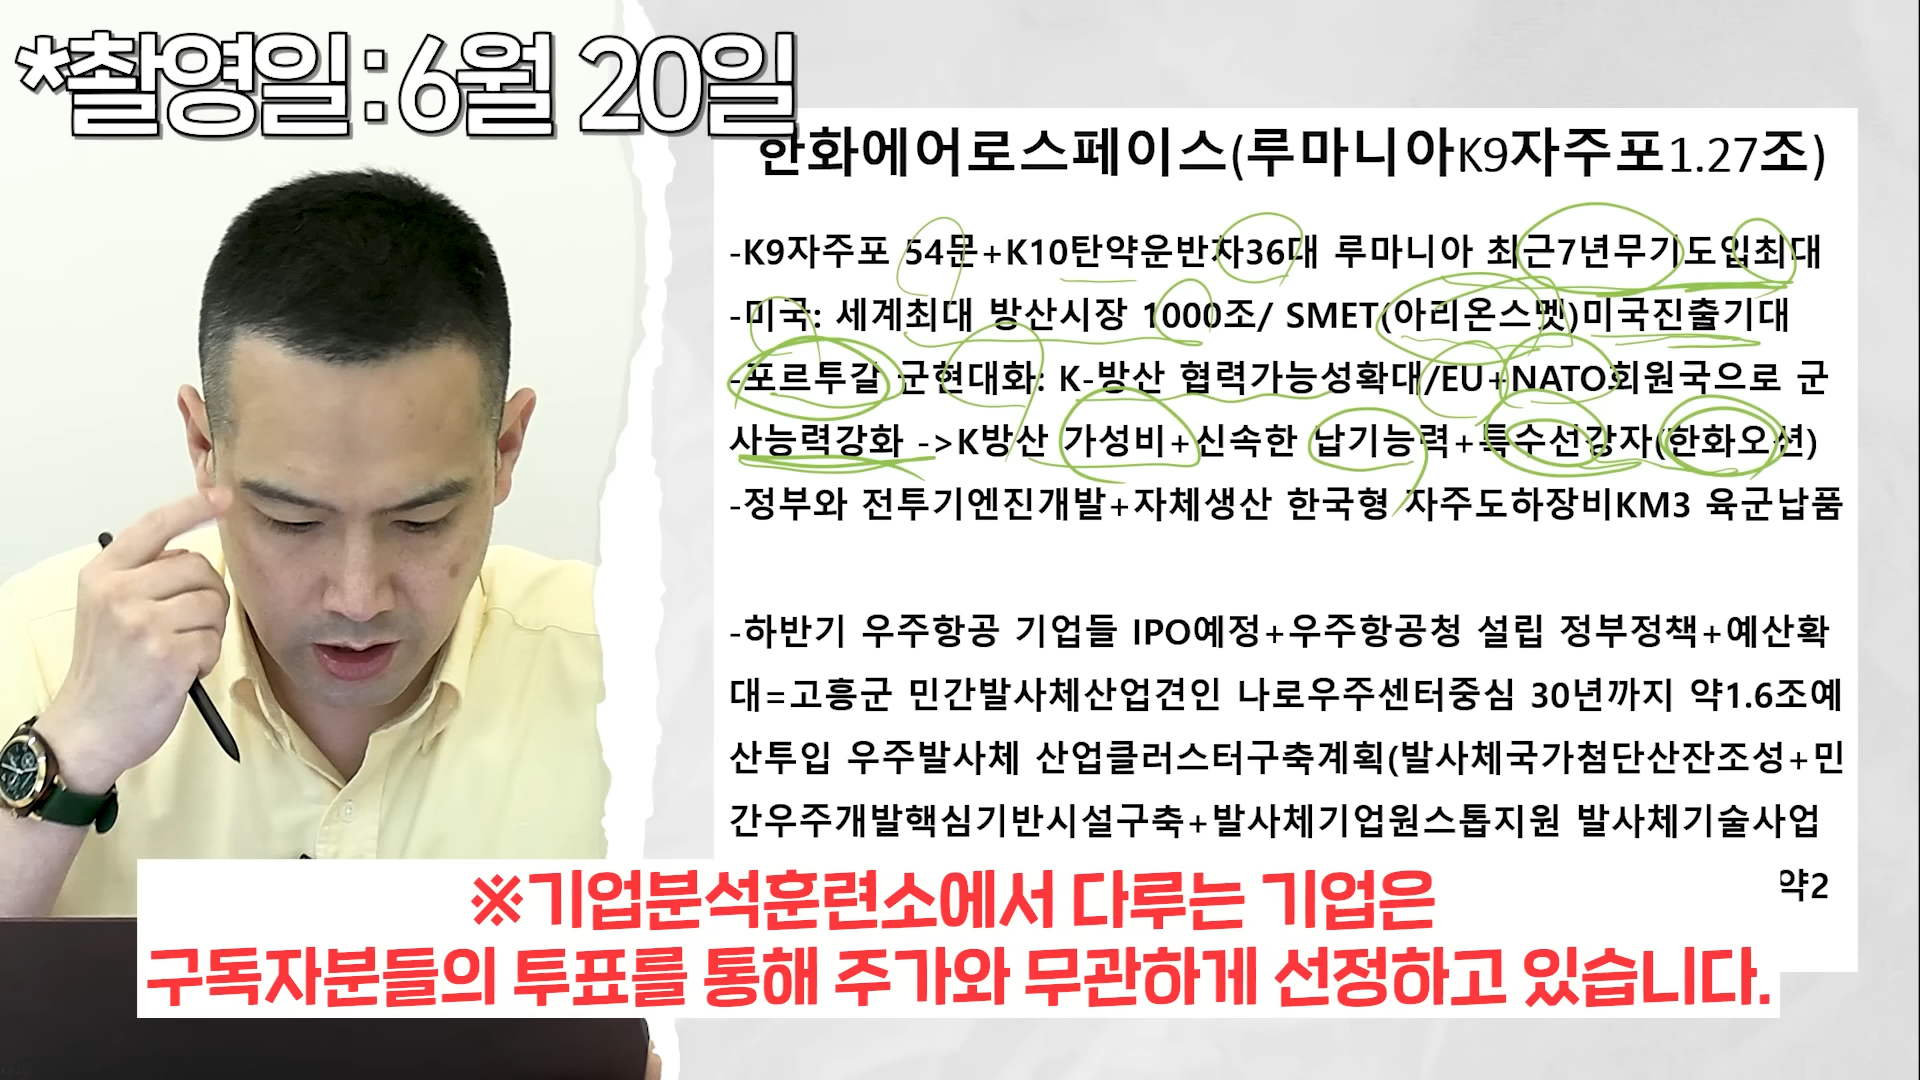 *촬영일:6월 20일
한화에어로스페이스(루마니아K9자주포1.27조)
-K9자주포 54문+K10탄약운반차36대 루마니아 최근7년무기도입최대
-미국: 세계최대 방산시장 1000조/ SMET(아리온스멧)미국진출기대
-포르투갈 군현대화: K-방산 협력가능성확대/EU+NATO회원국으로 군
사능력강화 ->K방산 가성비+신속한 납기능력+특수선강자(한화오션)
-정부와 전투기엔진개발+자체생산 한국형 자주도하장비KM3 육군납품
-하반기 우주항공 기업들 IPO예정+우주항공청 설립 정부정책+예산확
대=고흥군 민간발사체산업견인 나로우주센터중심 30년까지 약1.6조예
산투입 우주발사체 산업클러스터구축계획(발사체국가첨단산잔조성+민
간우주개발핵심기반시설구축+발사체기업원스톱지원 발사체기술사업
약2
※기업분석훈련소에서 다루는 기업은
구독자분들의 투표를 통해 주가와 무관하게 선정하고 있습니다.